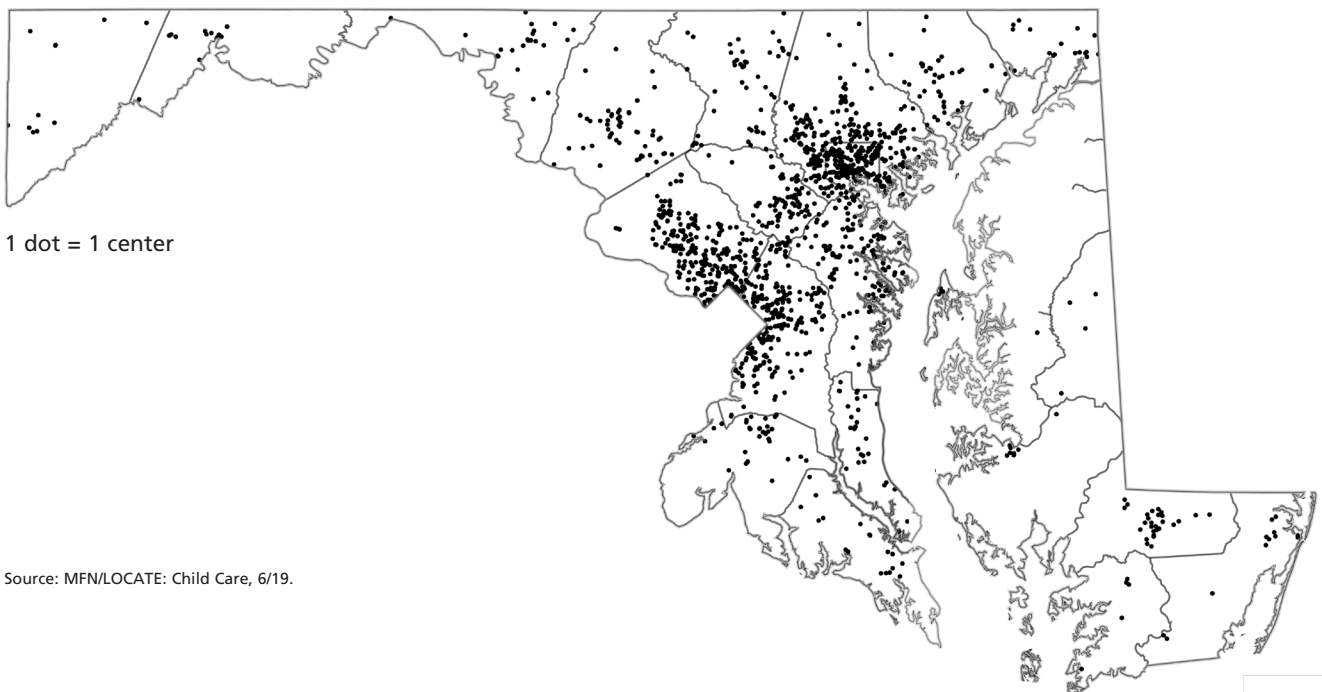 1 dot = 1 center
Source: MFN/LOCATE: Child Care, 6/19.